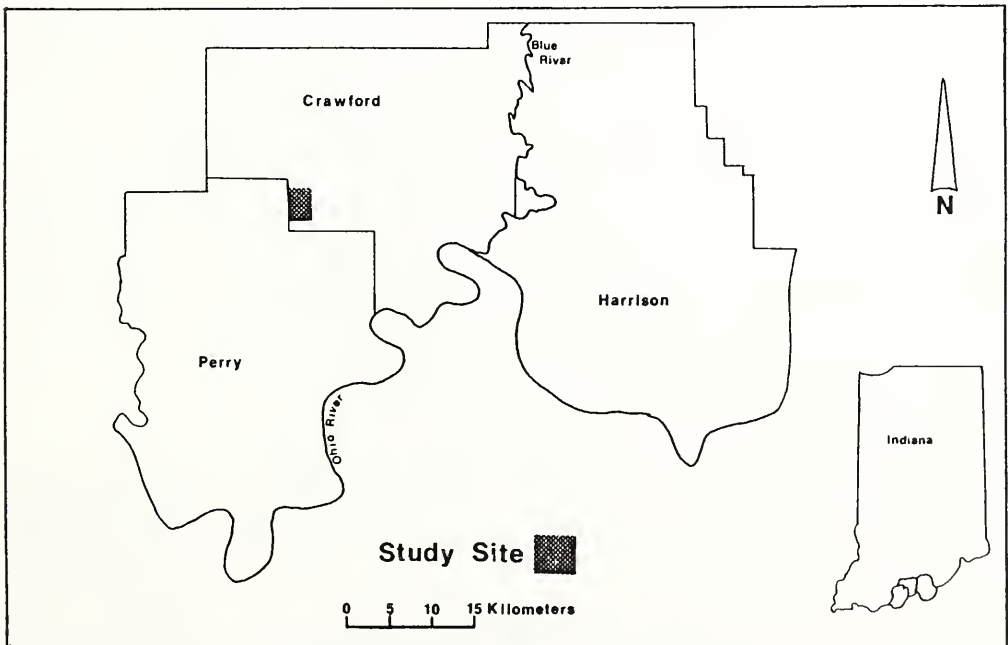 Blue
River
Crawford
N
Harrison
Perry
Ohio River
Indiana
Study Site
0 5 10 15 Kilometers